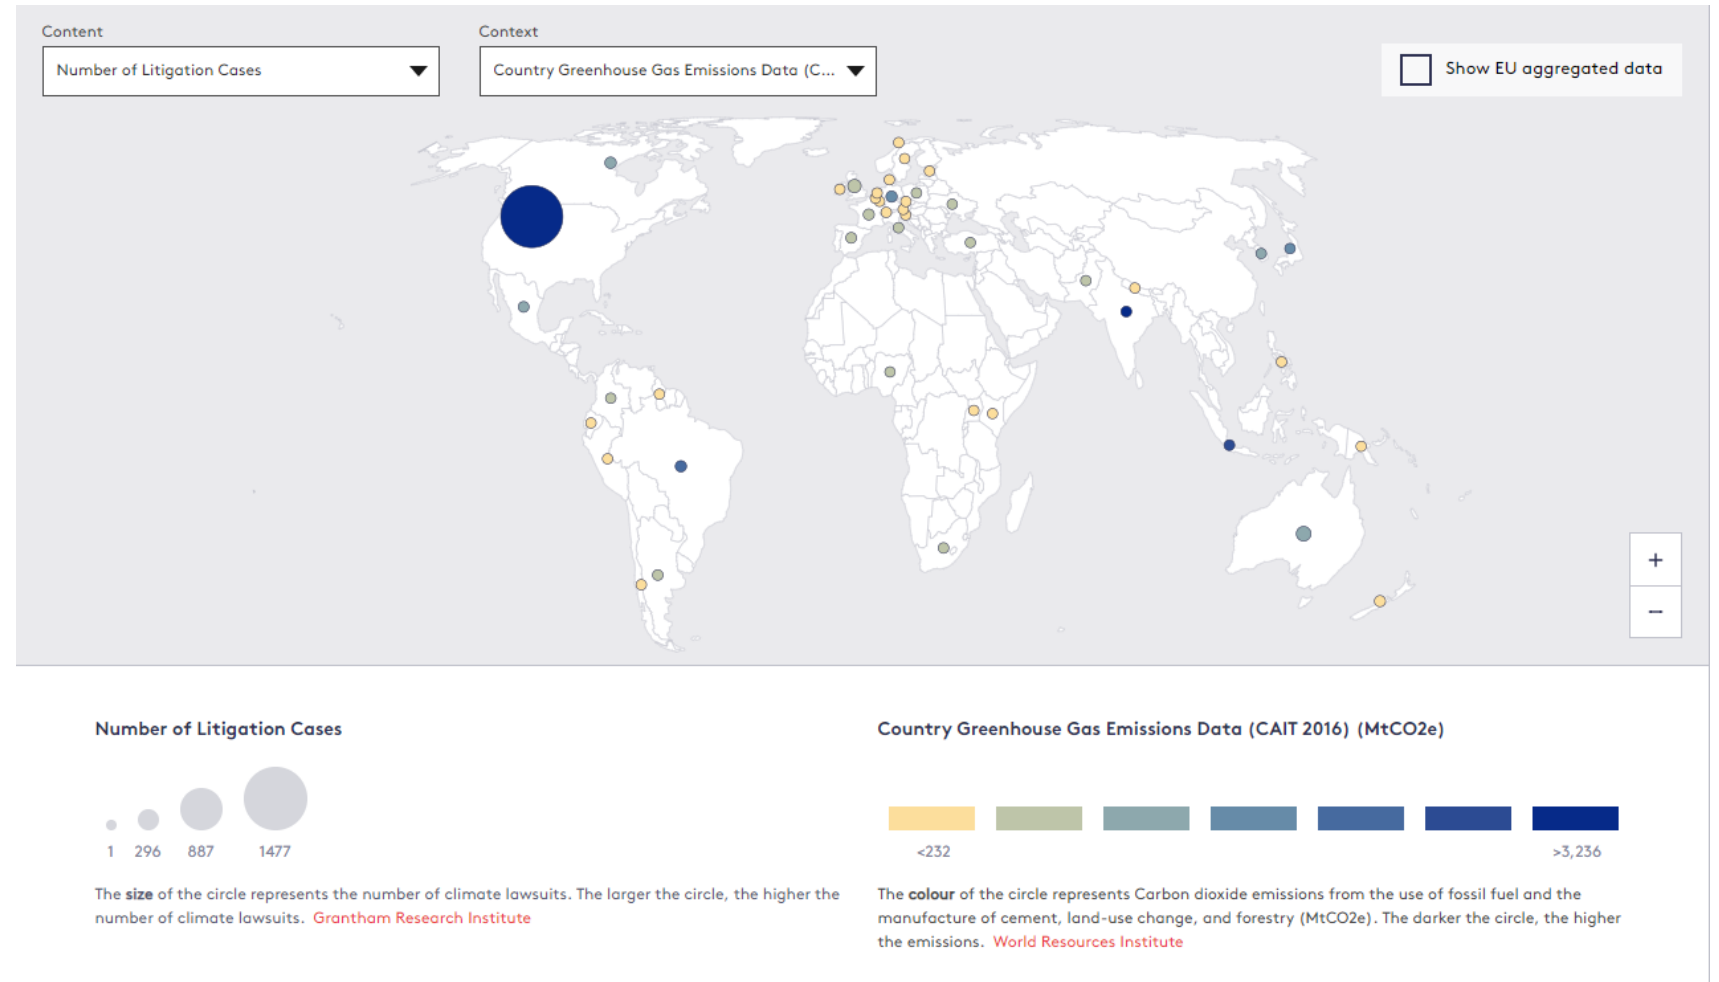 Content
Context
Number of Litigation Cases
Country Greenhouse Gas Emissions Data (C...
Show EU aggregated data
+
−
Number of Litigation Cases
1 296 887 1477
The size of the circle represents the number of climate lawsuits. The larger the circle, the higher the
number of climate lawsuits. Grantham Research Institute
Country Greenhouse Gas Emissions Data (CAIT 2016) (MtCO2e)
<232 >3,236
The colour of the circle represents Carbon dioxide emissions from the use of fossil fuel and the
manufacture of cement, land-use change, and forestry (MtCO2e). The darker the circle, the higher
the emissions. World Resources Institute